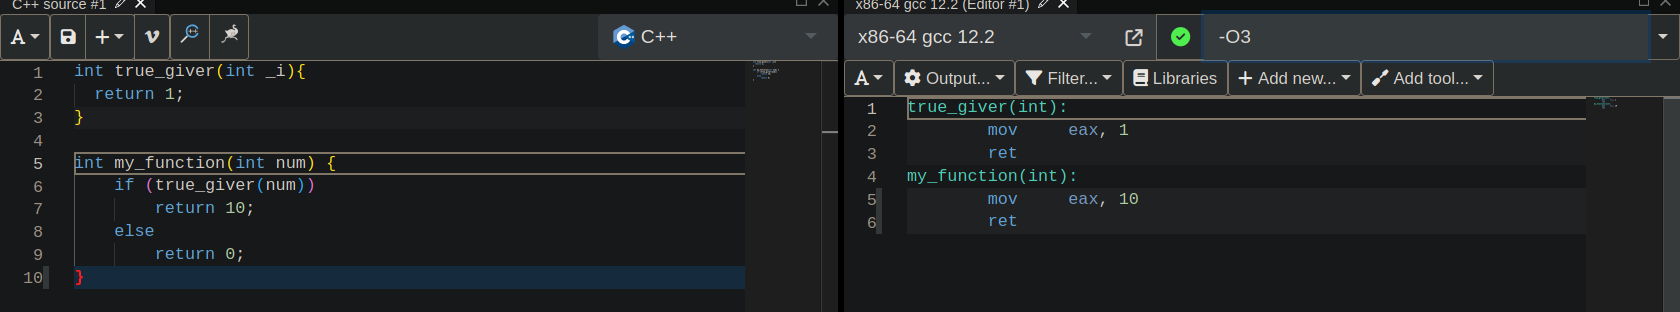 C++ source #1
A
C++
1 int true_giver(int _i){
2 return 1;
3 }
4
5 int my_function(int num) {
6 if (true_giver(num))
7 return 10;
8 else
9 return 0;
10 }
x86-64 gcc 12.2 (Editor #1)
x86-64 gcc 12.2 -O3
A Output... Filter... Libraries Add new... Add tool...
1 true_giver(int):
2 mov eax, 1
3 ret
4 my_function(int):
5 mov eax, 10
6 ret